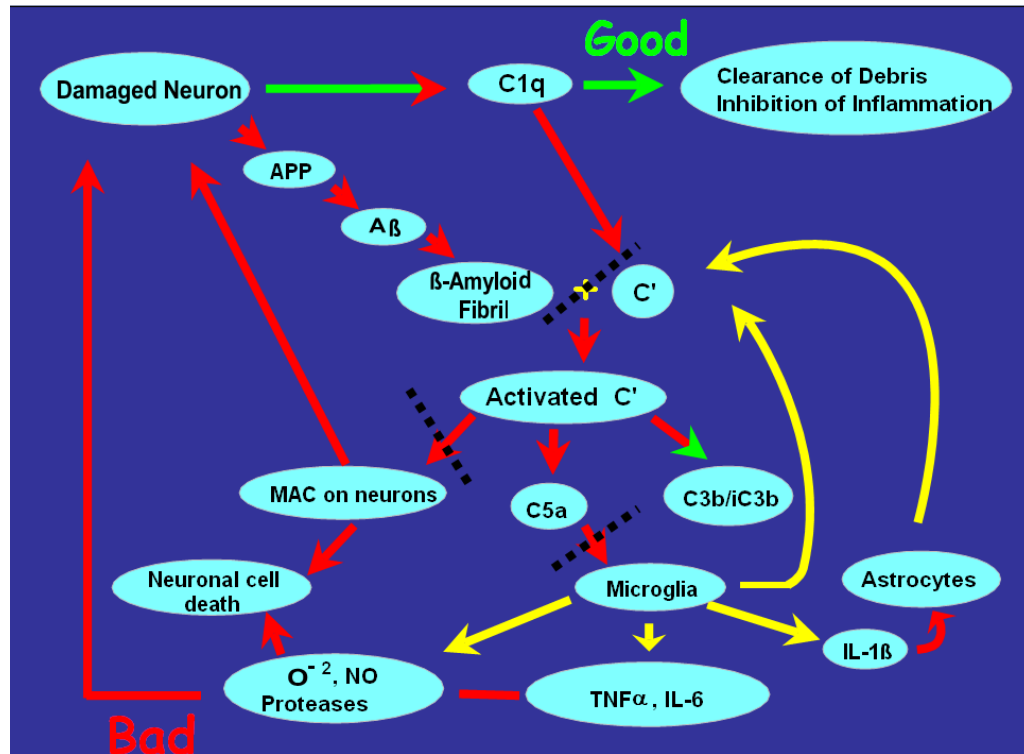 Good
Damaged Neuron
C1q
Clearance of Debris
Inhibition of Inflammation
APP
Aß
ß-Amyloid
Fibril
+
C'
Activated C'
MAC on neurons
C5a
C3b/iC3b
Neuronal cell
death
Microglia
Astrocytes
IL-1ß
O⁻ ², NO
Proteases
TNFα, IL-6
Bad